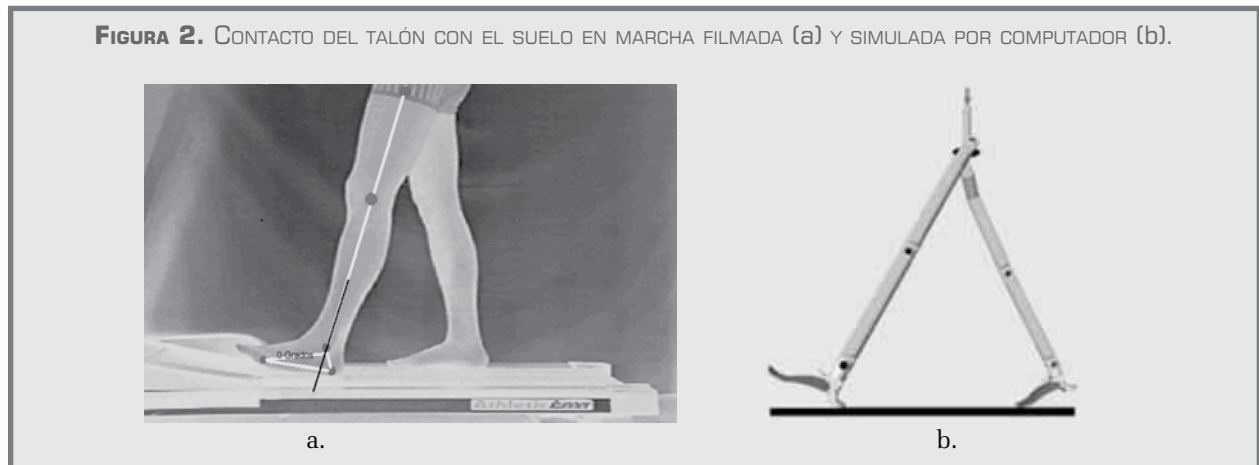 FIGURA 2. CONTACTO DEL TALÓN CON EL SUELO EN MARCHA FILMADA (a) Y SIMULADA POR COMPUTADOR (b).
0 Grados
Athletic
a.
b.